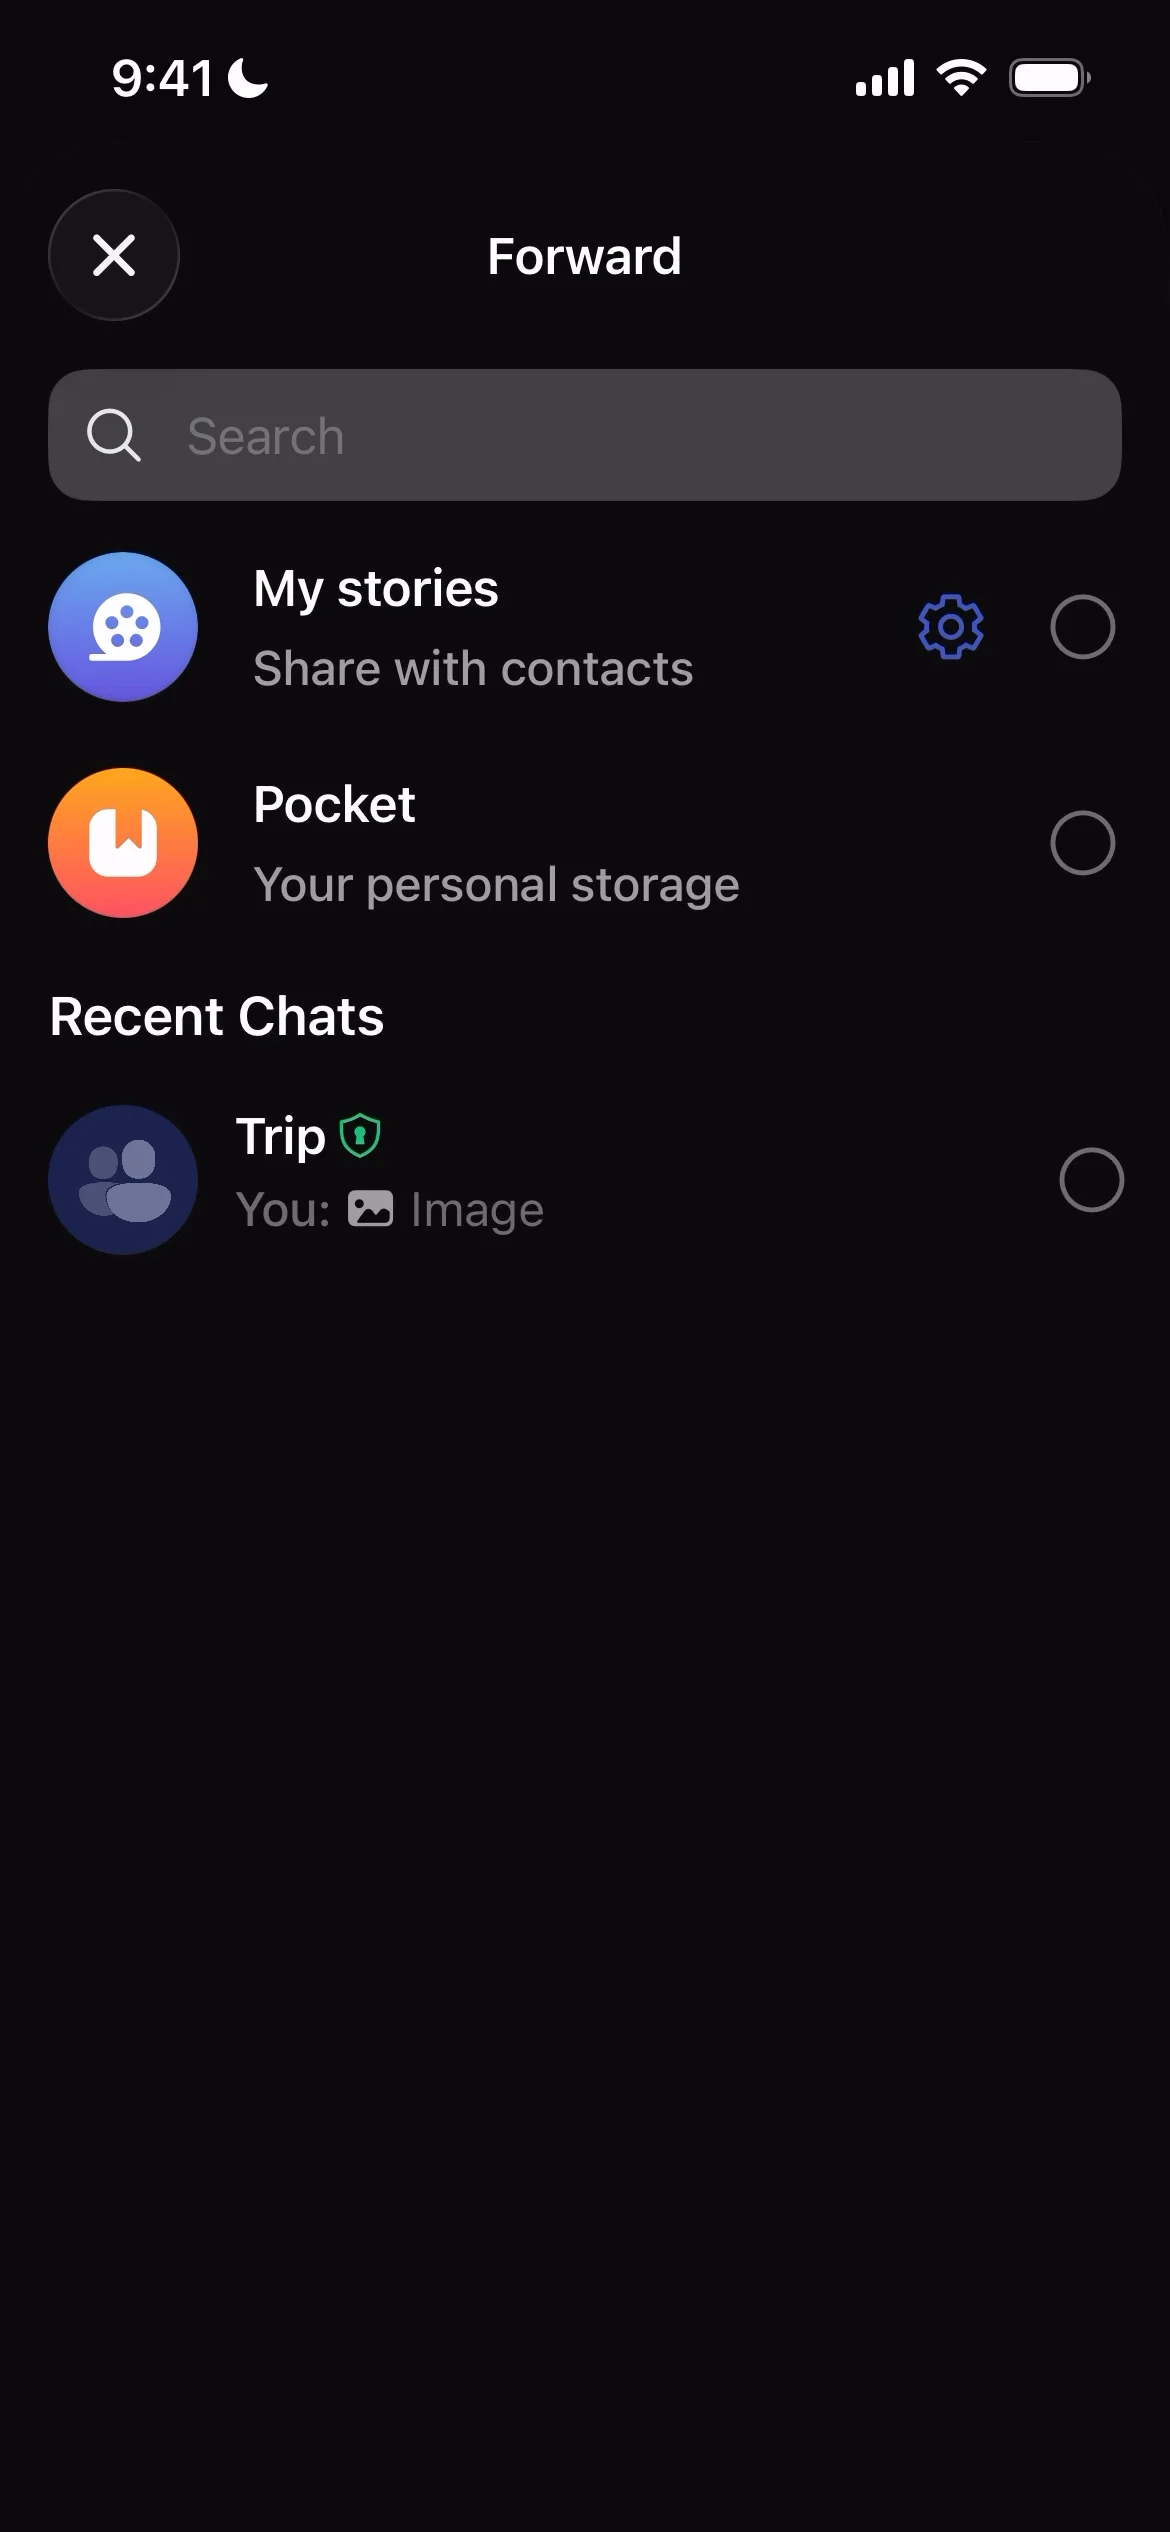 9:41
Forward
Search
My stories
Share with contacts
Pocket
Your personal storage
Recent Chats
Trip
You: Image